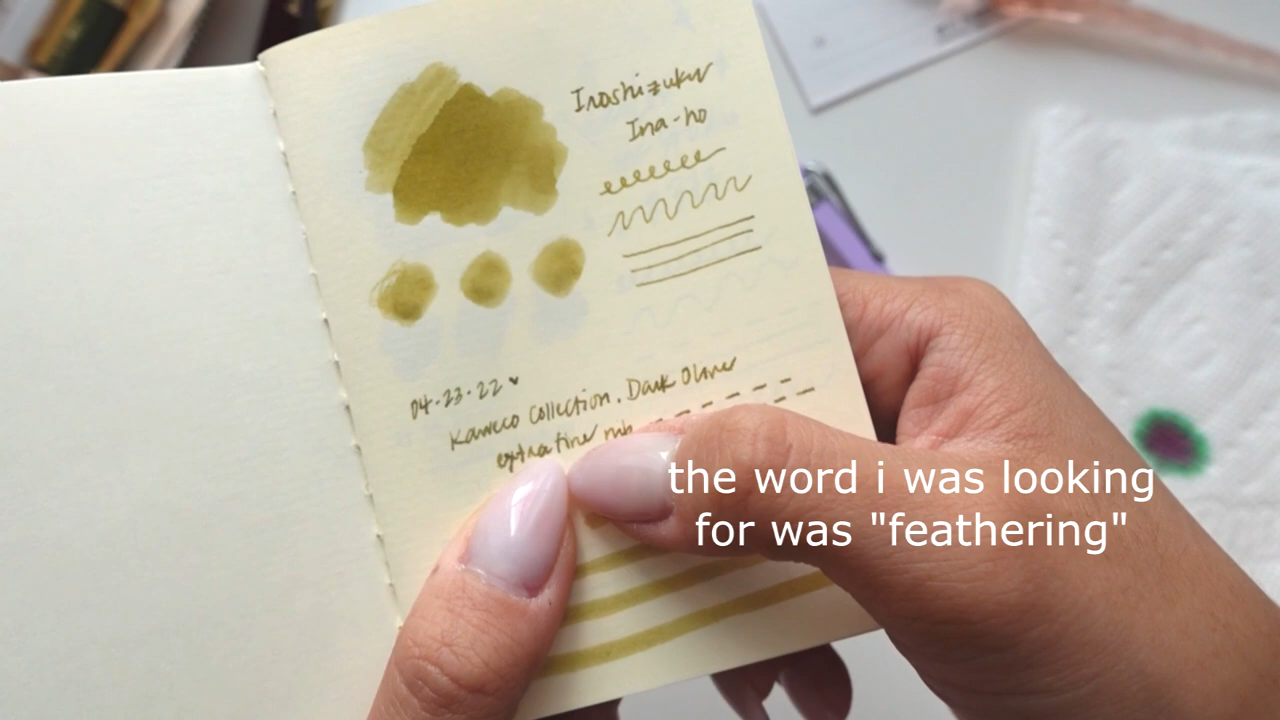 Iroshizuku
Ina-ho
04-23-22
Kaweco Collection. Dark Olive
extra fine nib
the word i was looking
for was "feathering"